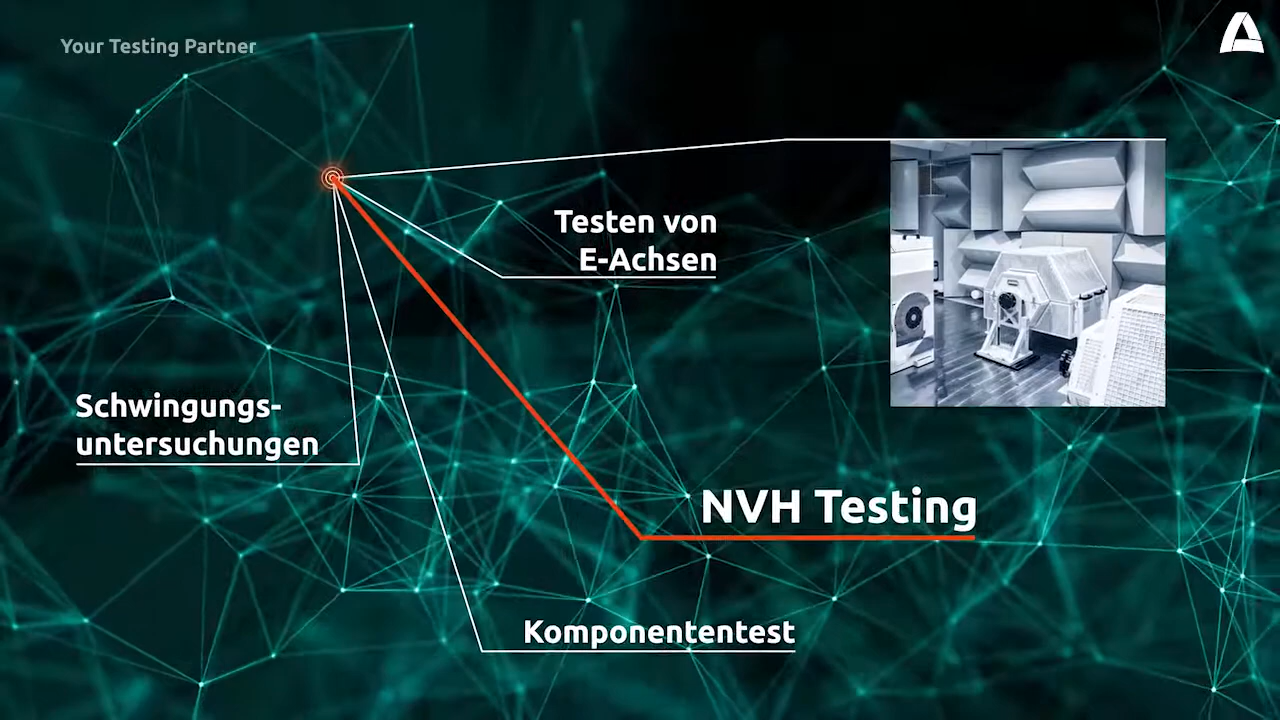 Your Testing Partner
Testen von
E-Achsen
Schwingungs-
untersuchungen
NVH Testing
Komponententest